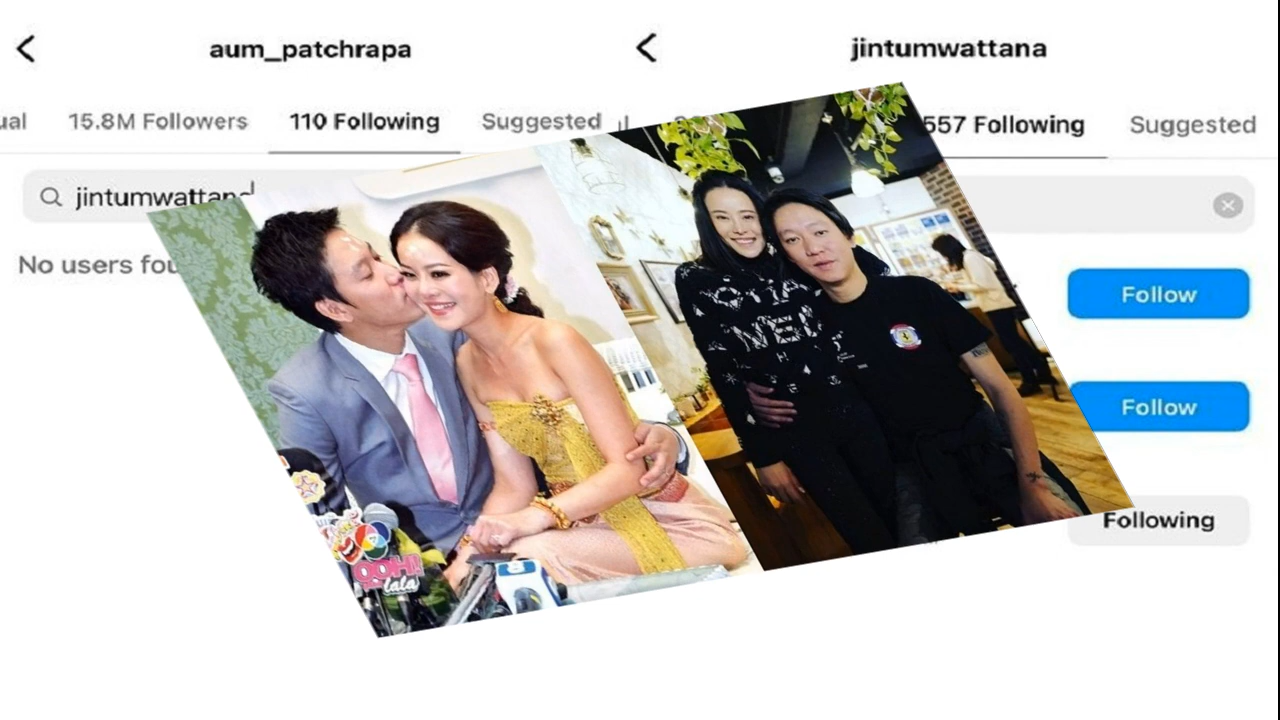 aum_patchrapa
ual 15.8M Followers 110 Following Suggested
jintumwattana
No users fou
jintumwattana
557 Following Suggested
Follow
Follow
Following
OOH!
lala
8